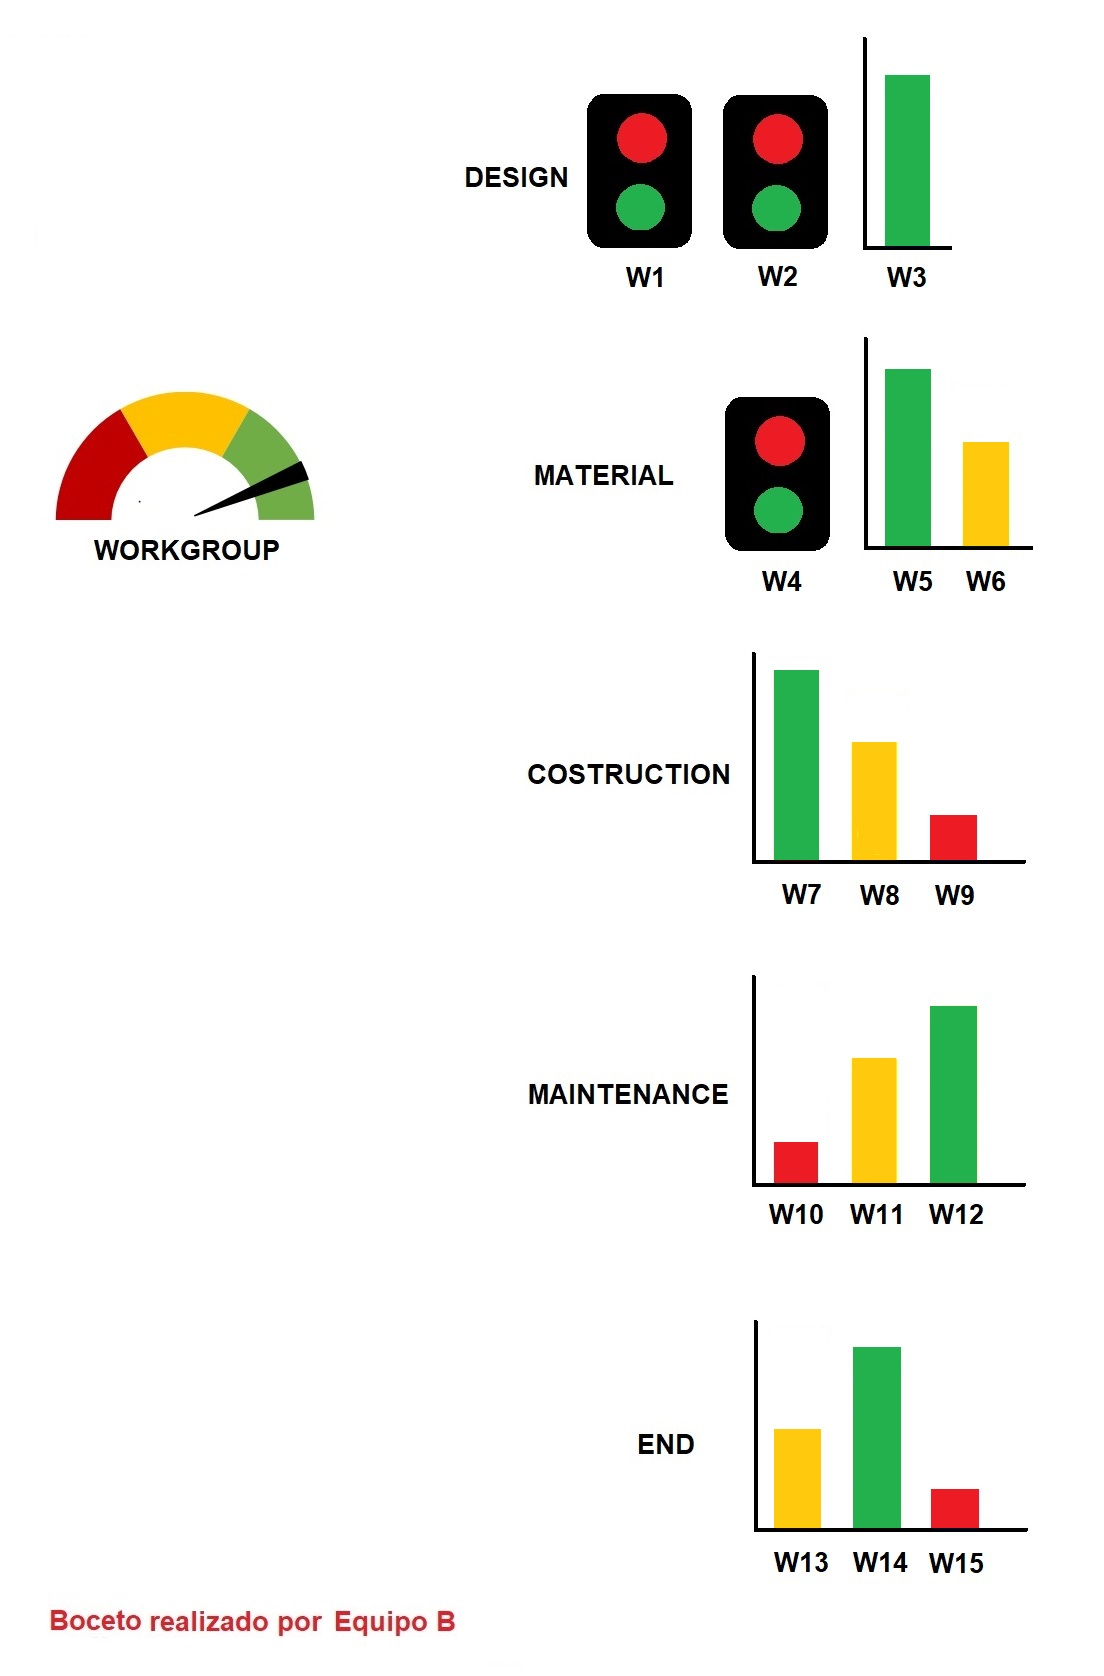 DESIGN
W1 W2 W3
MATERIAL
W4 W5 W6
WORKGROUP
COSTRUCTION
W7 W8 W9
MAINTENANCE
W10 W11 W12
END
W13 W14 W15
Boceto realizado por Equipo B